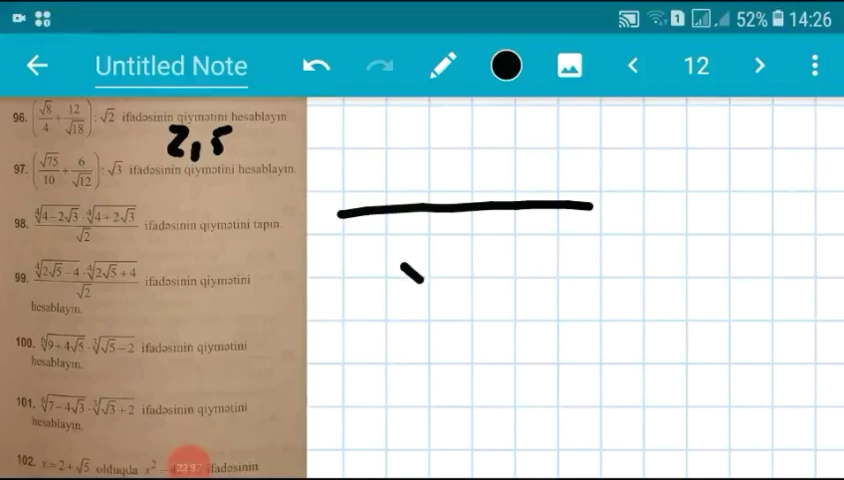 1 52% 14:26
Untitled Note 12
96. (√8/4 + 12/√18) : √2 ifadəsinin qiymətini hesablayın.
2,5
97. (√75/10 + 6/√12) : √3 ifadəsinin qiymətini hesablayın.
98. ∜(4−2√3) · ∜(4+2√3) / √2 ifadəsinin qiymətini tapın.
99. ∜(2√5−4) · ∜(2√5+4) / √2 ifadəsinin qiymətini
hesablayın.
100. ⁶√(9+4√5) · ³√(√5−2) ifadəsinin qiymətini
hesablayın.
101. ⁶√(7−4√3) · ³√(√3+2) ifadəsinin qiymətini
hesablayın.
102. x=2+√5 olduqda x² − ifadəsinin